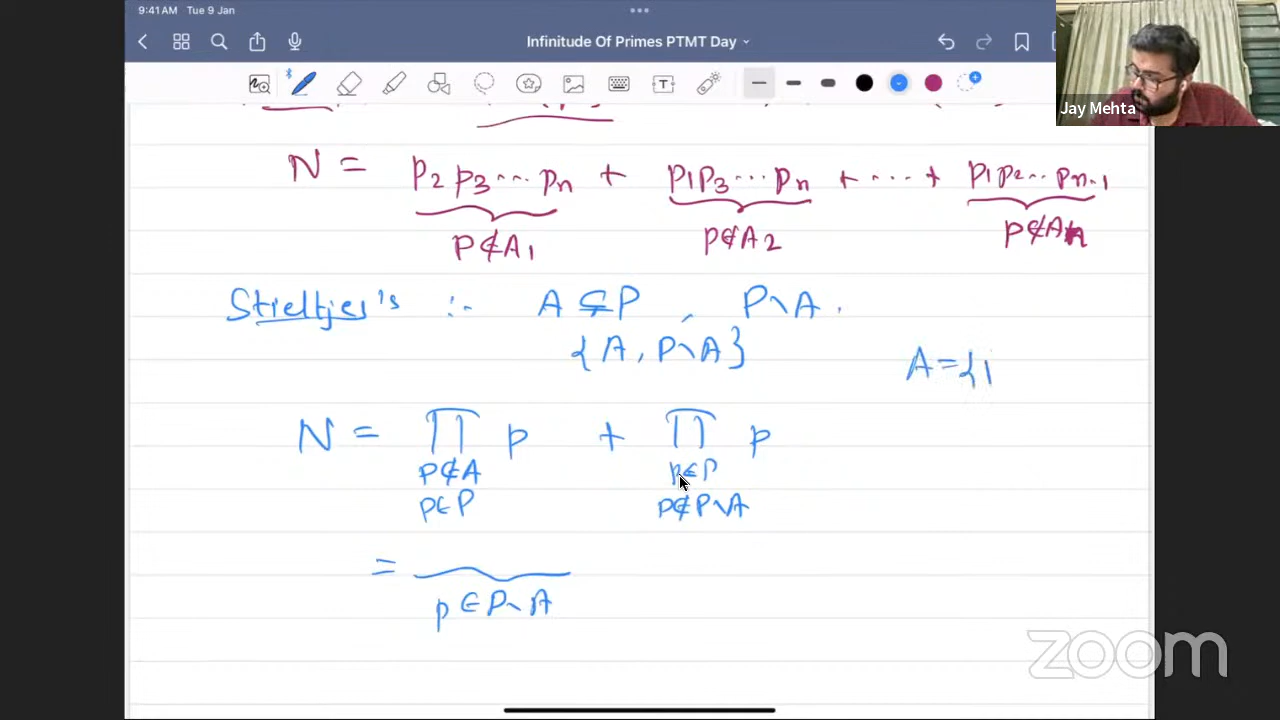 9:41 AM Tue 9 Jan
Infinitude Of Primes PTMT Day
Jay Mehta
N = p₂ p₃ ... pₙ + p₁ p₃ ... pₙ + ... + p₁ p₂ ... pₙ₋₁
p ∉ A₁ p ∉ A₂ p ∉ Aₙ
Stieltjes's :- A ⊊ P , P∖A .
{ A , P∖A }
A = {
N = ∏ p + ∏ p
p ∉ A p ∈ P
p ∈ P p ∉ P∖A
=
p ∈ P∖A
zoom